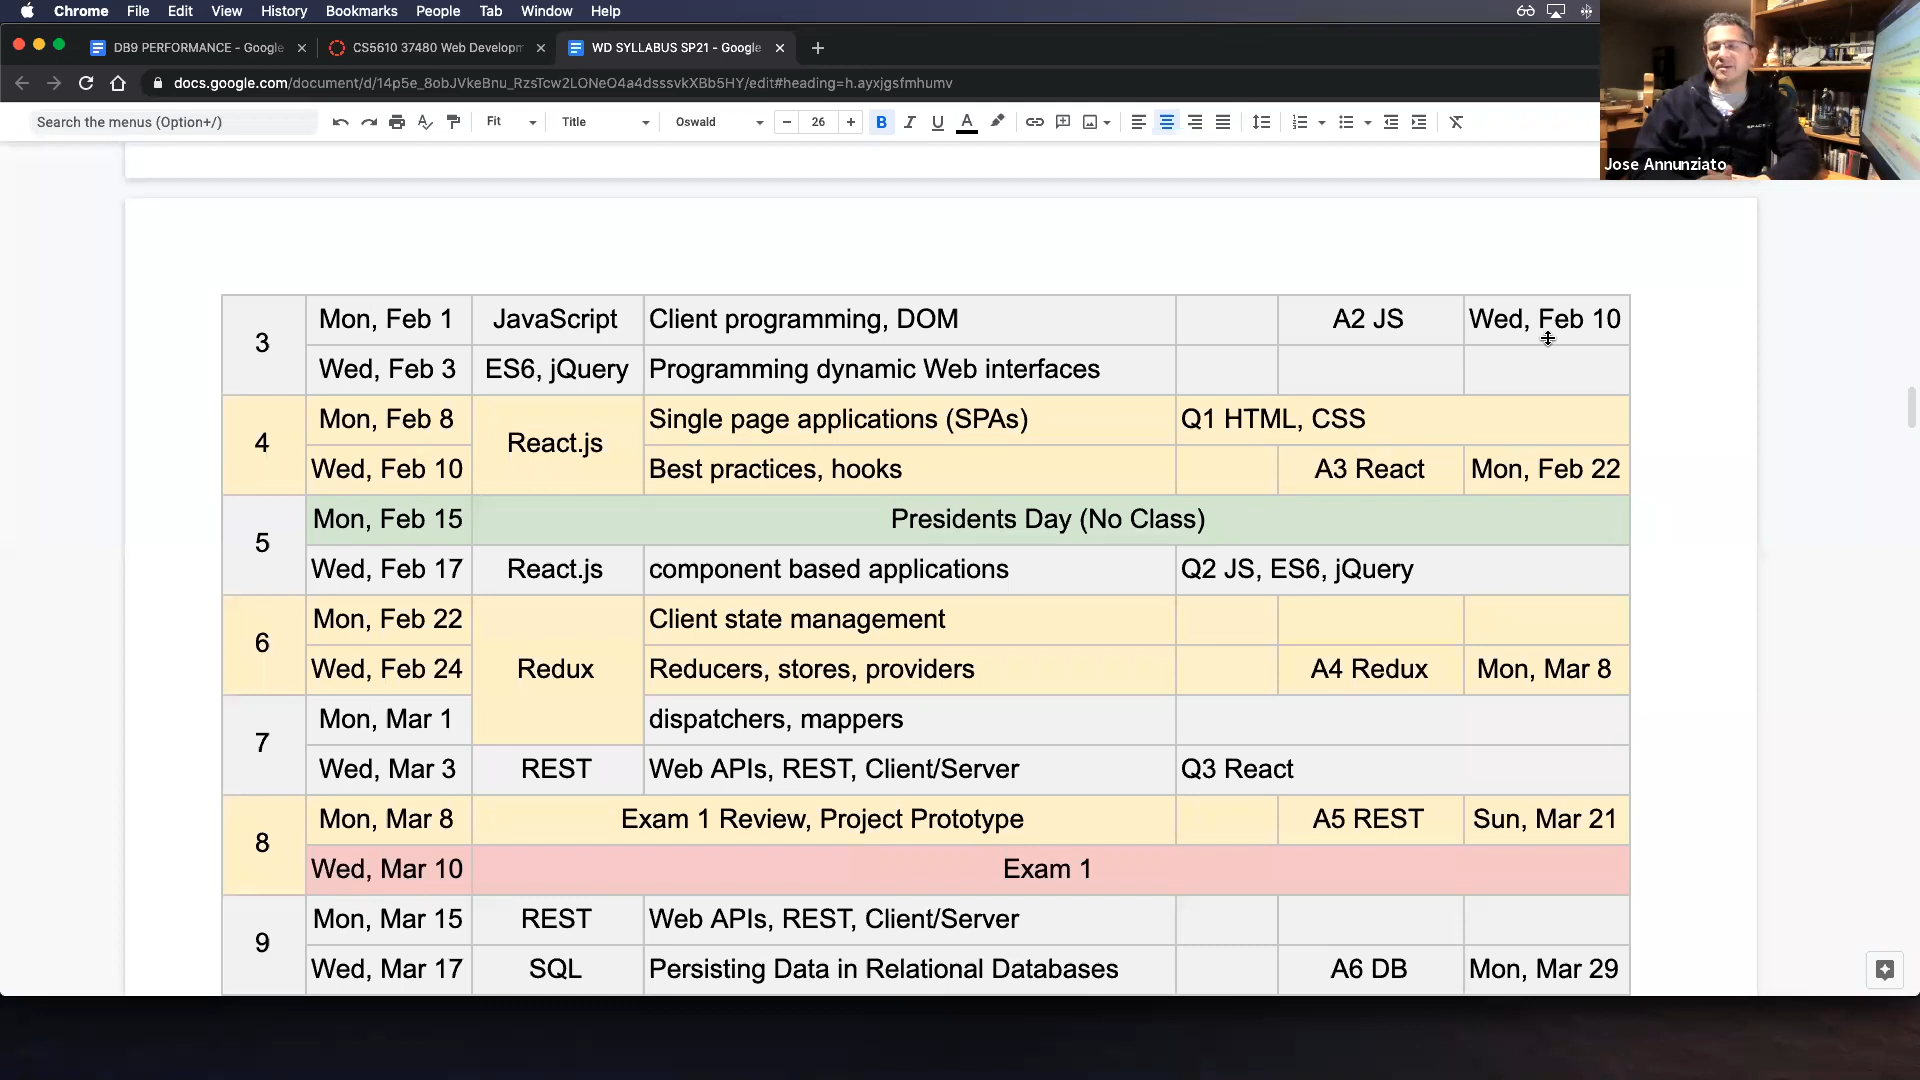 Chrome File Edit View History Bookmarks People Tab Window Help
DB9 PERFORMANCE - Google
CS5610 37480 Web Developm
WD SYLLABUS SP21 - Google
docs.google.com/document/d/14p5e_8obJVkeBnu_RzsTcw2LONeO4a4dsssvkXBb5HY/edit#heading=h.ayxjgsfmhumv
Search the menus (Option+/) Fit Title Oswald 26 B I U A
Jose Annunziato
3 Mon, Feb 1 JavaScript Client programming, DOM A2 JS Wed, Feb 10
Wed, Feb 3 ES6, jQuery Programming dynamic Web interfaces
4 Mon, Feb 8 React.js Single page applications (SPAs) Q1 HTML, CSS
Wed, Feb 10 Best practices, hooks A3 React Mon, Feb 22
5 Mon, Feb 15 Presidents Day (No Class)
Wed, Feb 17 React.js component based applications Q2 JS, ES6, jQuery
6 Mon, Feb 22 Redux Client state management
Wed, Feb 24 Reducers, stores, providers A4 Redux Mon, Mar 8
7 Mon, Mar 1 dispatchers, mappers
Wed, Mar 3 REST Web APIs, REST, Client/Server Q3 React
8 Mon, Mar 8 Exam 1 Review, Project Prototype A5 REST Sun, Mar 21
Wed, Mar 10 Exam 1
9 Mon, Mar 15 REST Web APIs, REST, Client/Server
Wed, Mar 17 SQL Persisting Data in Relational Databases A6 DB Mon, Mar 29